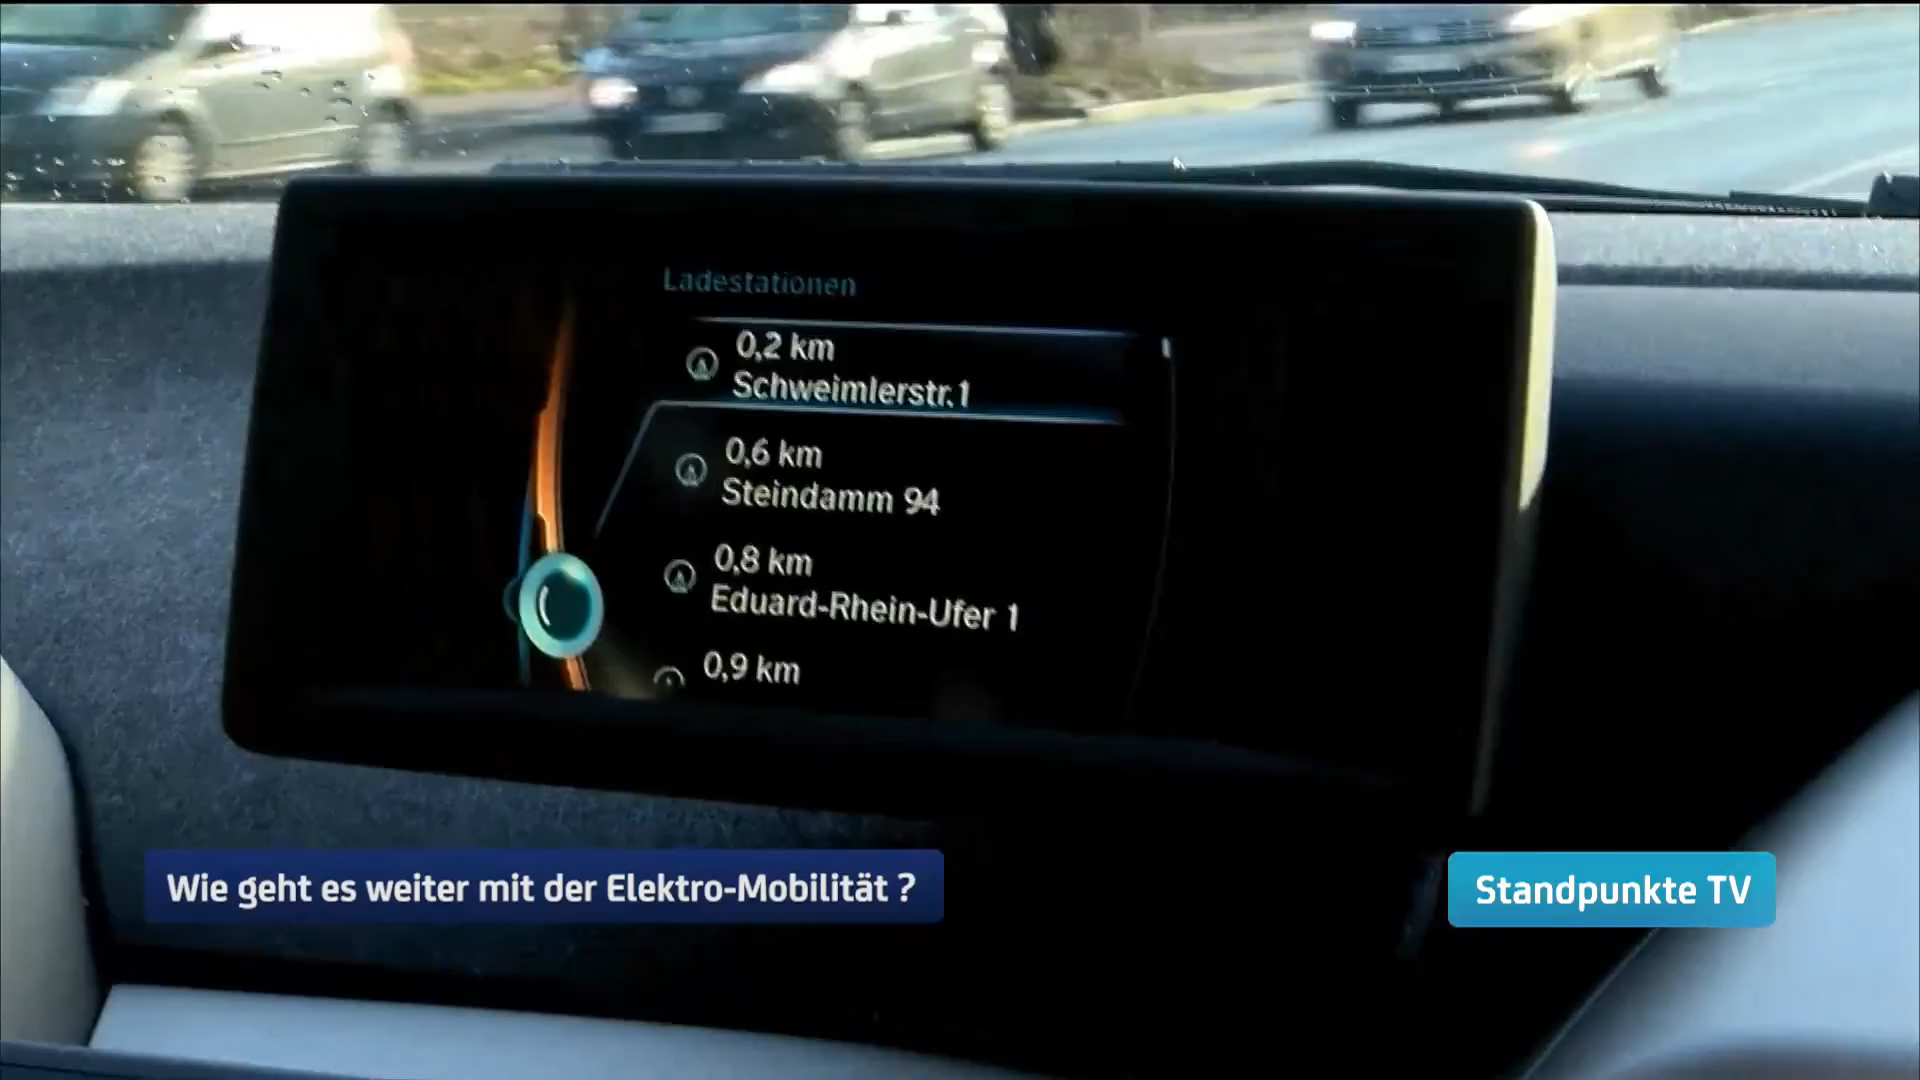 Ladestationen
0,2 km
Schweimlerstr.1
0,6 km
Steindamm 94
0,8 km
Eduard-Rhein-Ufer 1
0,9 km
Wie geht es weiter mit der Elektro-Mobilität ?
Standpunkte TV